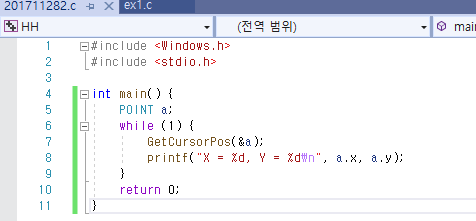 201711282.c ex1.c
HH (전역 범위) mai
1 #include <Windows.h>
2 #include <stdio.h>
3
4 int main() {
5 POINT a;
6 while (1) {
7 GetCursorPos(&a);
8 printf("X = %d, Y = %d₩n", a.x, a.y);
9 }
10 return 0;
11 }